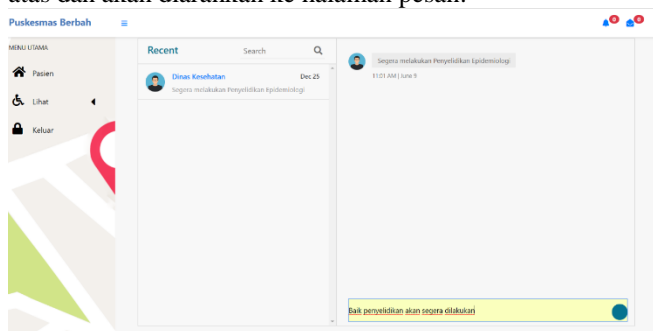 atas dan akan diarahkan ke halaman pesan.
Puskesmas Berbah
0 0
MENU UTAMA
Pasien
Lihat
Keluar
Recent Search
Dinas Kesehatan Dec 25
Segera melakukan Penyelidikan Epidemiologi
Segera melakukan Penyelidikan Epidemiologi
11:01 AM | June 9
Baik penyelidikan akan segera dilakukan